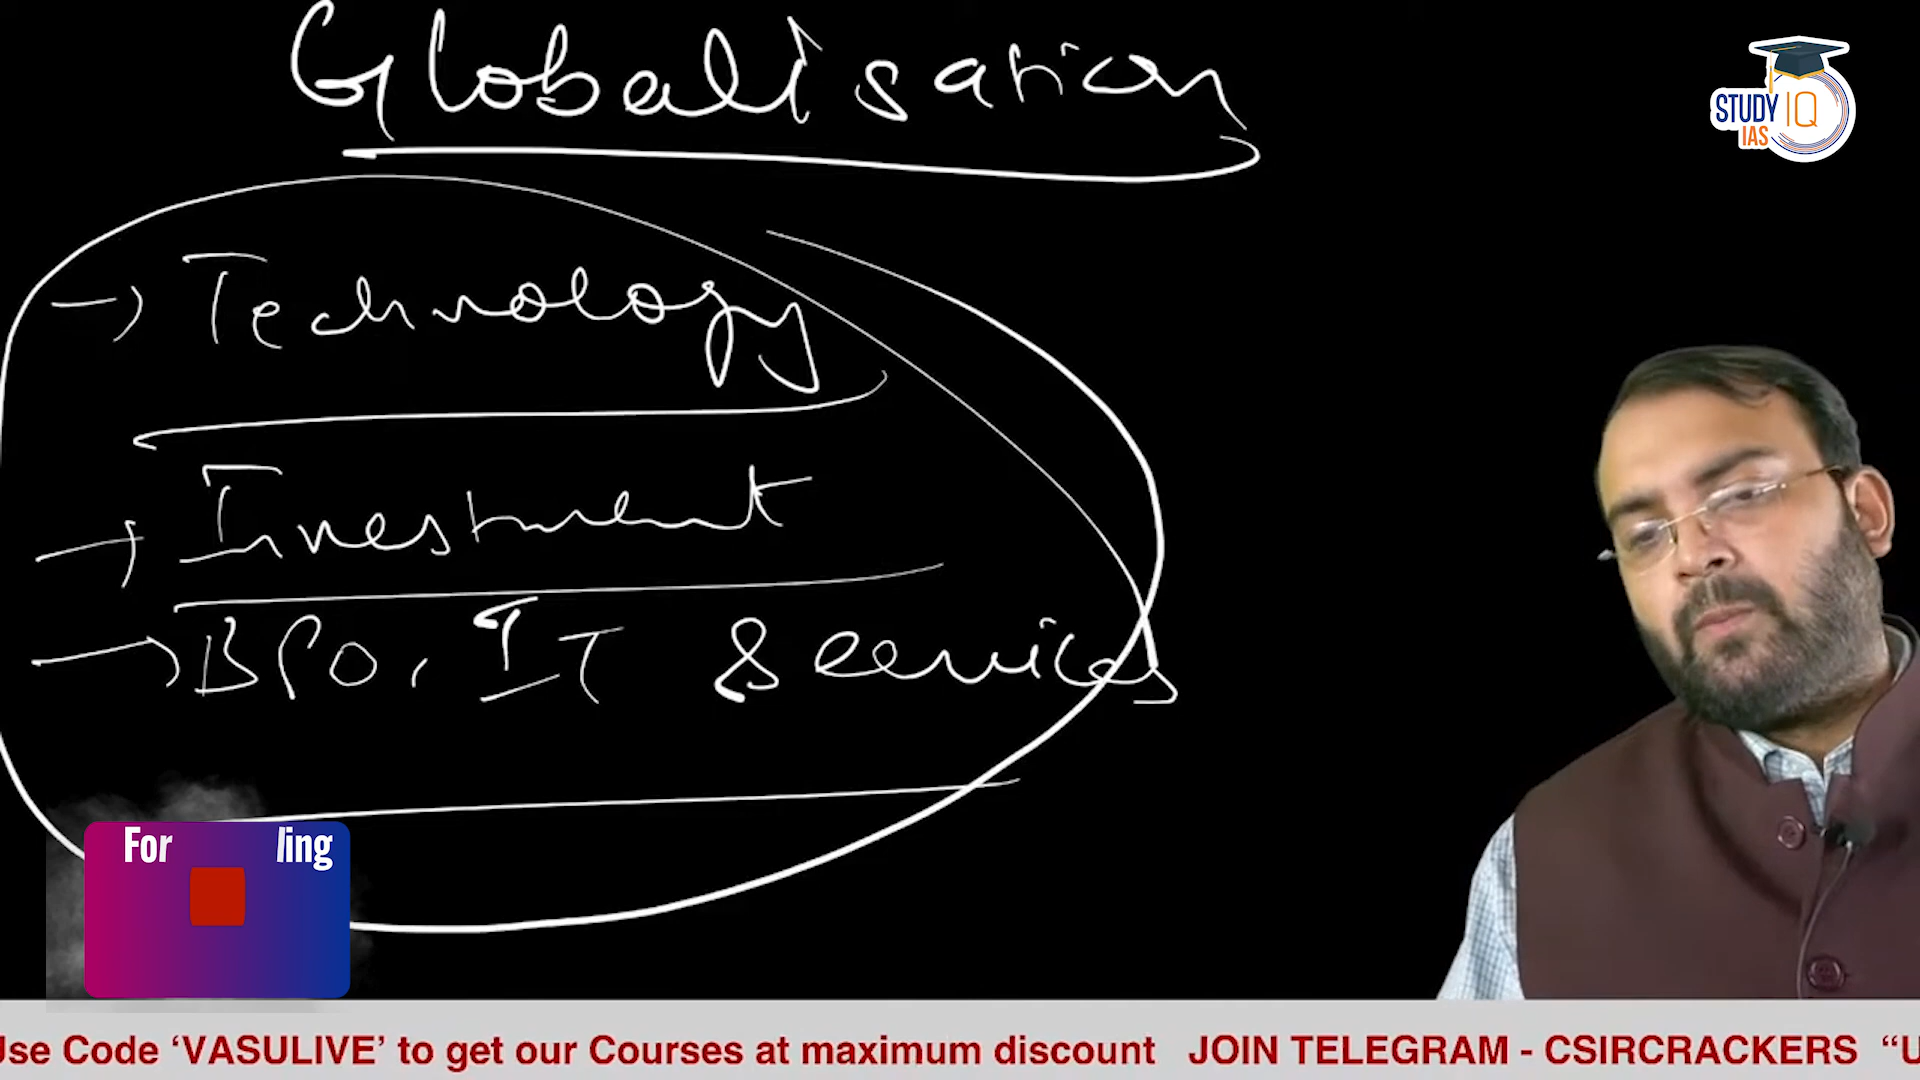 Globalisation
STUDY IQ
IAS
→ Technology
→ Investment
→ BPO, IT Services
For ling
Use Code ‘VASULIVE’ to get our Courses at maximum discount JOIN TELEGRAM - CSIRCRACKERS “U